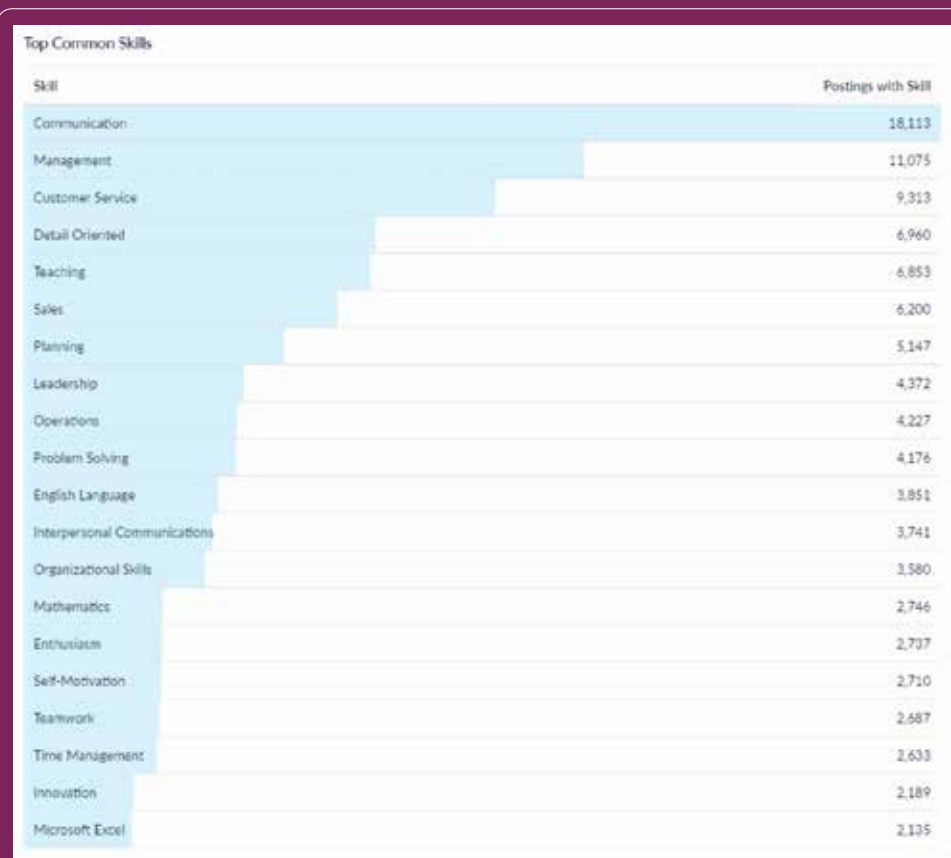 Top Common Skills
Skill Postings with Skill
Communication 18,113
Management 11,075
Customer Service 9,313
Detail Oriented 6,960
Teaching 6,853
Sales 6,200
Planning 5,147
Leadership 4,372
Operations 4,227
Problem Solving 4,176
English Language 3,851
Interpersonal Communications 3,741
Organizational Skills 3,580
Mathematics 2,746
Enthusiasm 2,737
Self-Motivation 2,710
Teamwork 2,687
Time Management 2,633
Innovation 2,189
Microsoft Excel 2,135